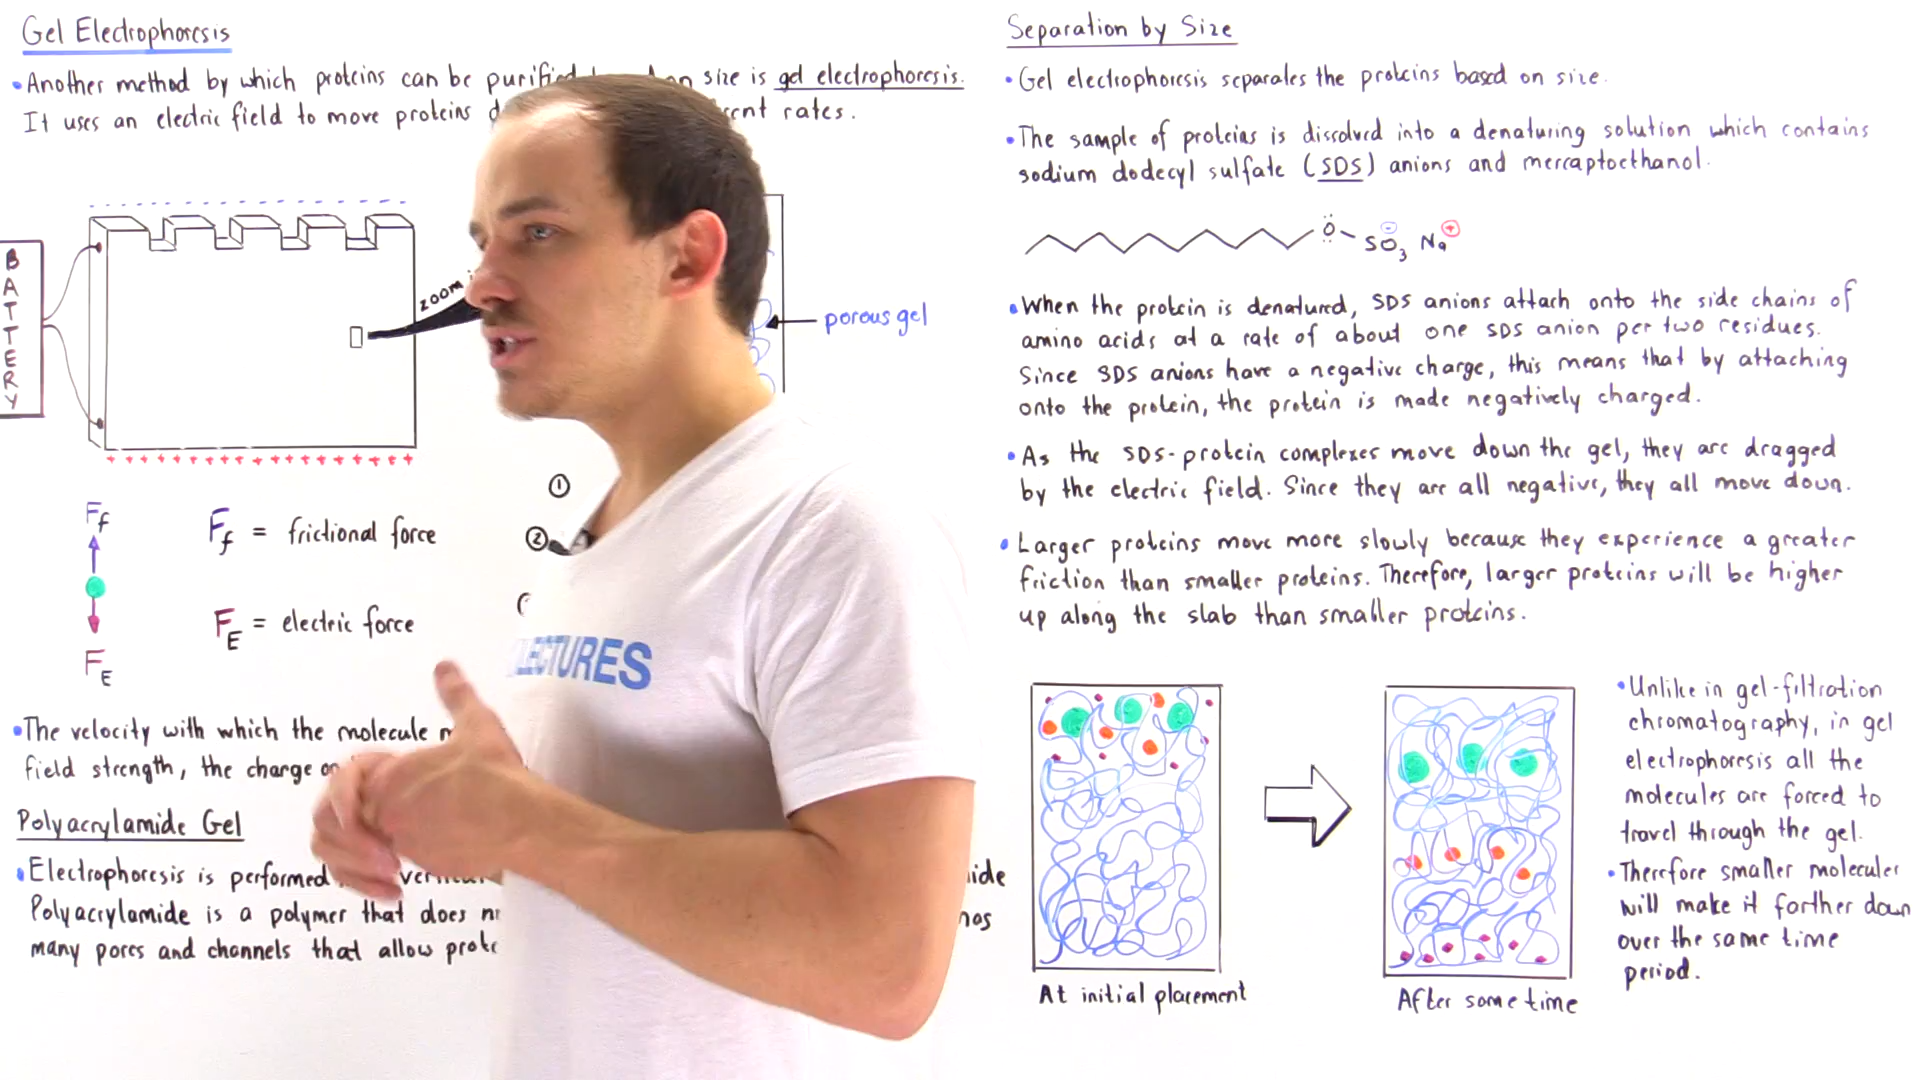 Gel Electrophoresis
• Another method by which proteins can be purified size is gel electrophoresis.
It uses an electric field to move proteins rates.
BATTERY
zoom
porous gel
Ff
FE
Ff = frictional force
FE = electric force
①
②
LECTURES
• The velocity with which the molecule
field strength, the charge
Polyacrylamide Gel
• Electrophoresis is performed
Polyacrylamide is a polymer that does
many pores and channels that allow
Separation by Size
• Gel electrophoresis separates the proteins based on size.
• The sample of proteins is dissolved into a denaturing solution which contains
sodium dodecyl sulfate (SDS) anions and mercaptoethanol.
O SO3 Na
• When the protein is denatured, SDS anions attach onto the side chains of
amino acids at a rate of about one SDS anion per two residues.
Since SDS anions have a negative charge, this means that by attaching
onto the protein, the protein is made negatively charged.
• As the SDS-protein complexes move down the gel, they are dragged
by the electric field. Since they are all negative, they all move down.
• Larger proteins move more slowly because they experience a greater
friction than smaller proteins. Therefore, larger proteins will be higher
up along the slab than smaller proteins.
At initial placement
After some time
• Unlike in gel-filtration
chromatography, in gel
electrophoresis all the
molecules are forced to
travel through the gel.
• Therefore smaller molecules
will make it farther down
over the same time
period.